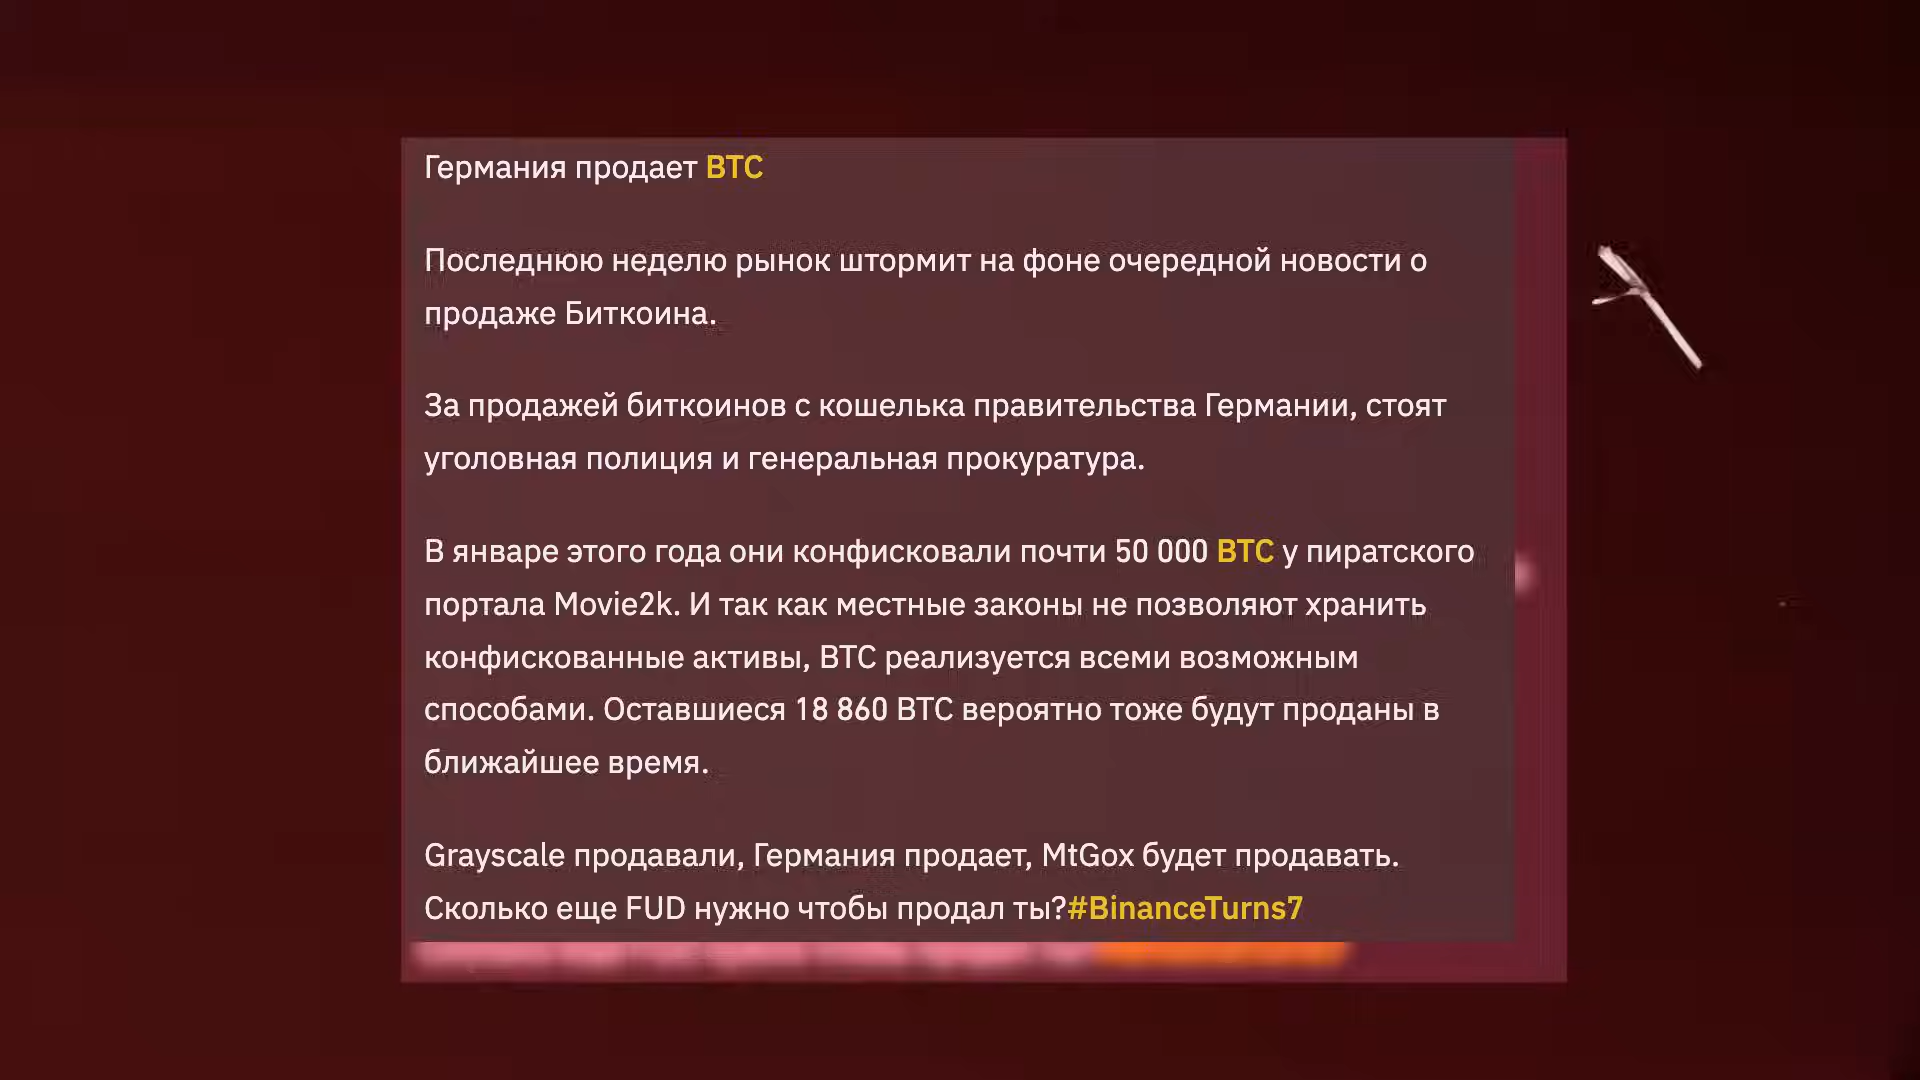 Германия продает BTC
Последнюю неделю рынок штормит на фоне очередной новости о
продаже Биткоина.
За продажей биткоинов с кошелька правительства Германии, стоят
уголовная полиция и генеральная прокуратура.
В январе этого года они конфисковали почти 50 000 BTC у пиратского
портала Movie2k. И так как местные законы не позволяют хранить
конфискованные активы, BTC реализуется всеми возможным
способами. Оставшиеся 18 860 BTC вероятно тоже будут проданы в
ближайшее время.
Grayscale продавали, Германия продает, MtGox будет продавать.
Сколько еще FUD нужно чтобы продал ты?#BinanceTurns7